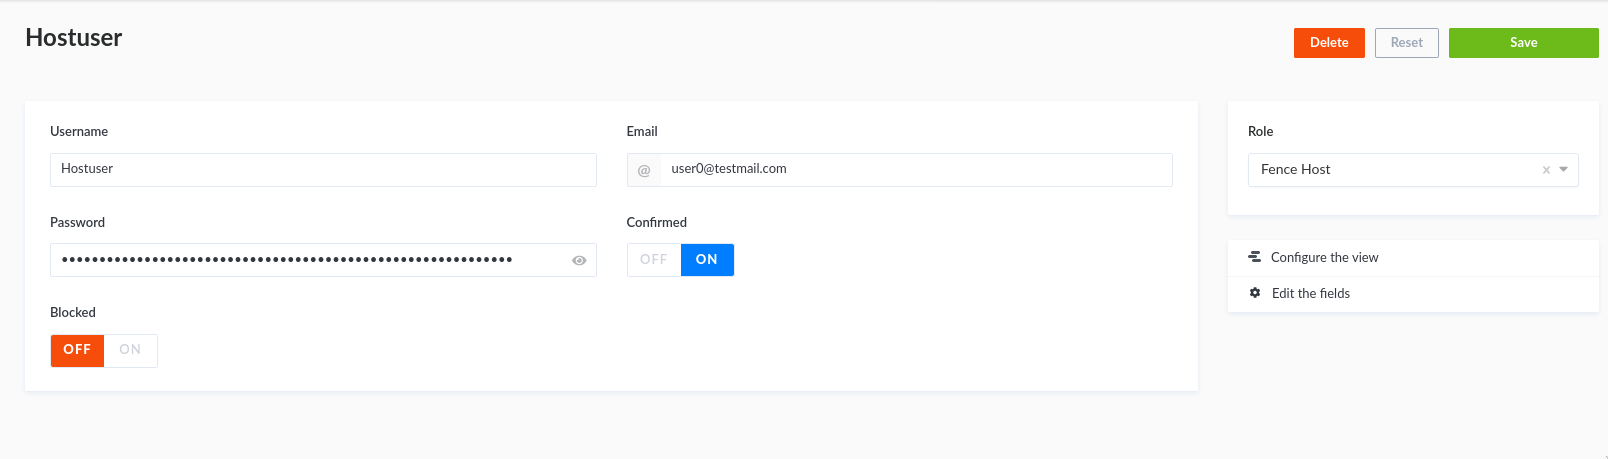 Hostuser
Delete Reset Save
Username
Hostuser
Email
@ user0@testmail.com
Password
••••••••••••••••••••••••••••••••••••••••••••••••••••••••••••
Confirmed
OFF ON
Blocked
OFF ON
Role
Fence Host x
Configure the view
Edit the fields